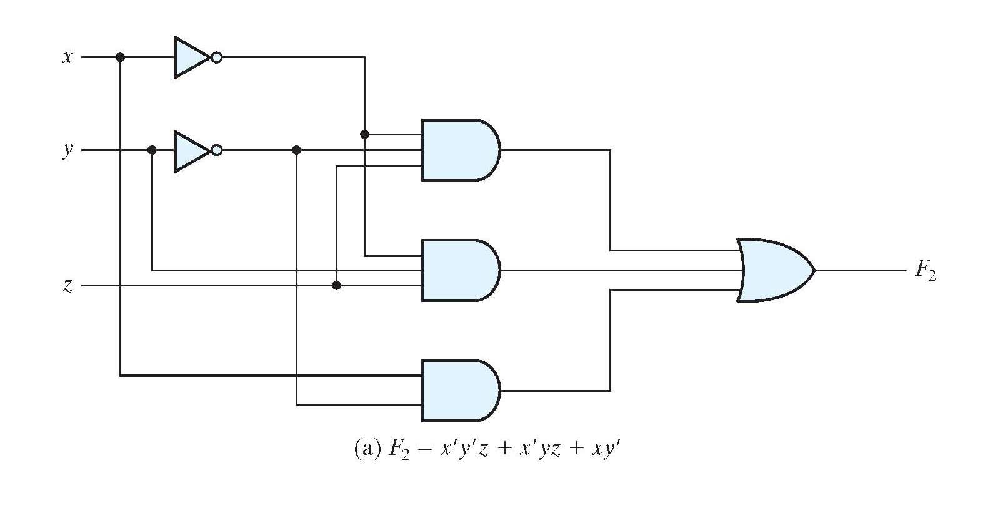 x
y
z
F₂
(a) F₂ = x′y′z + x′yz + xy′